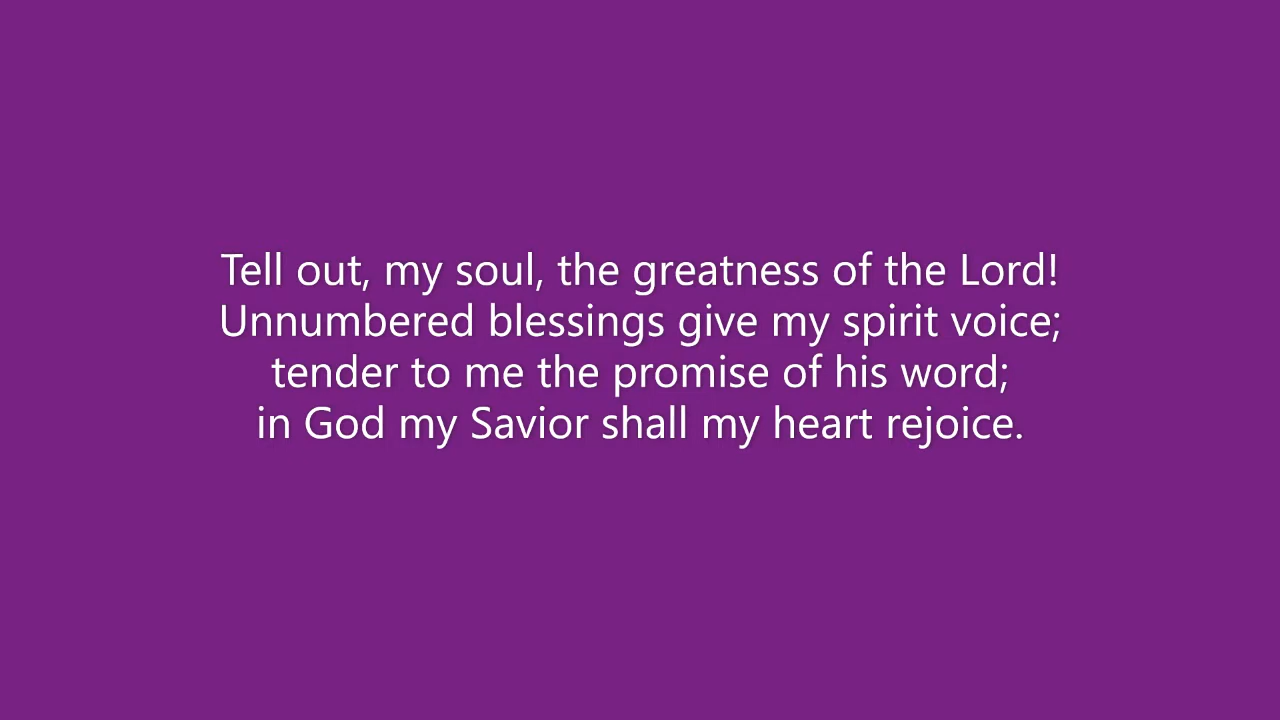 Tell out, my soul, the greatness of the Lord!
Unnumbered blessings give my spirit voice;
tender to me the promise of his word;
in God my Savior shall my heart rejoice.